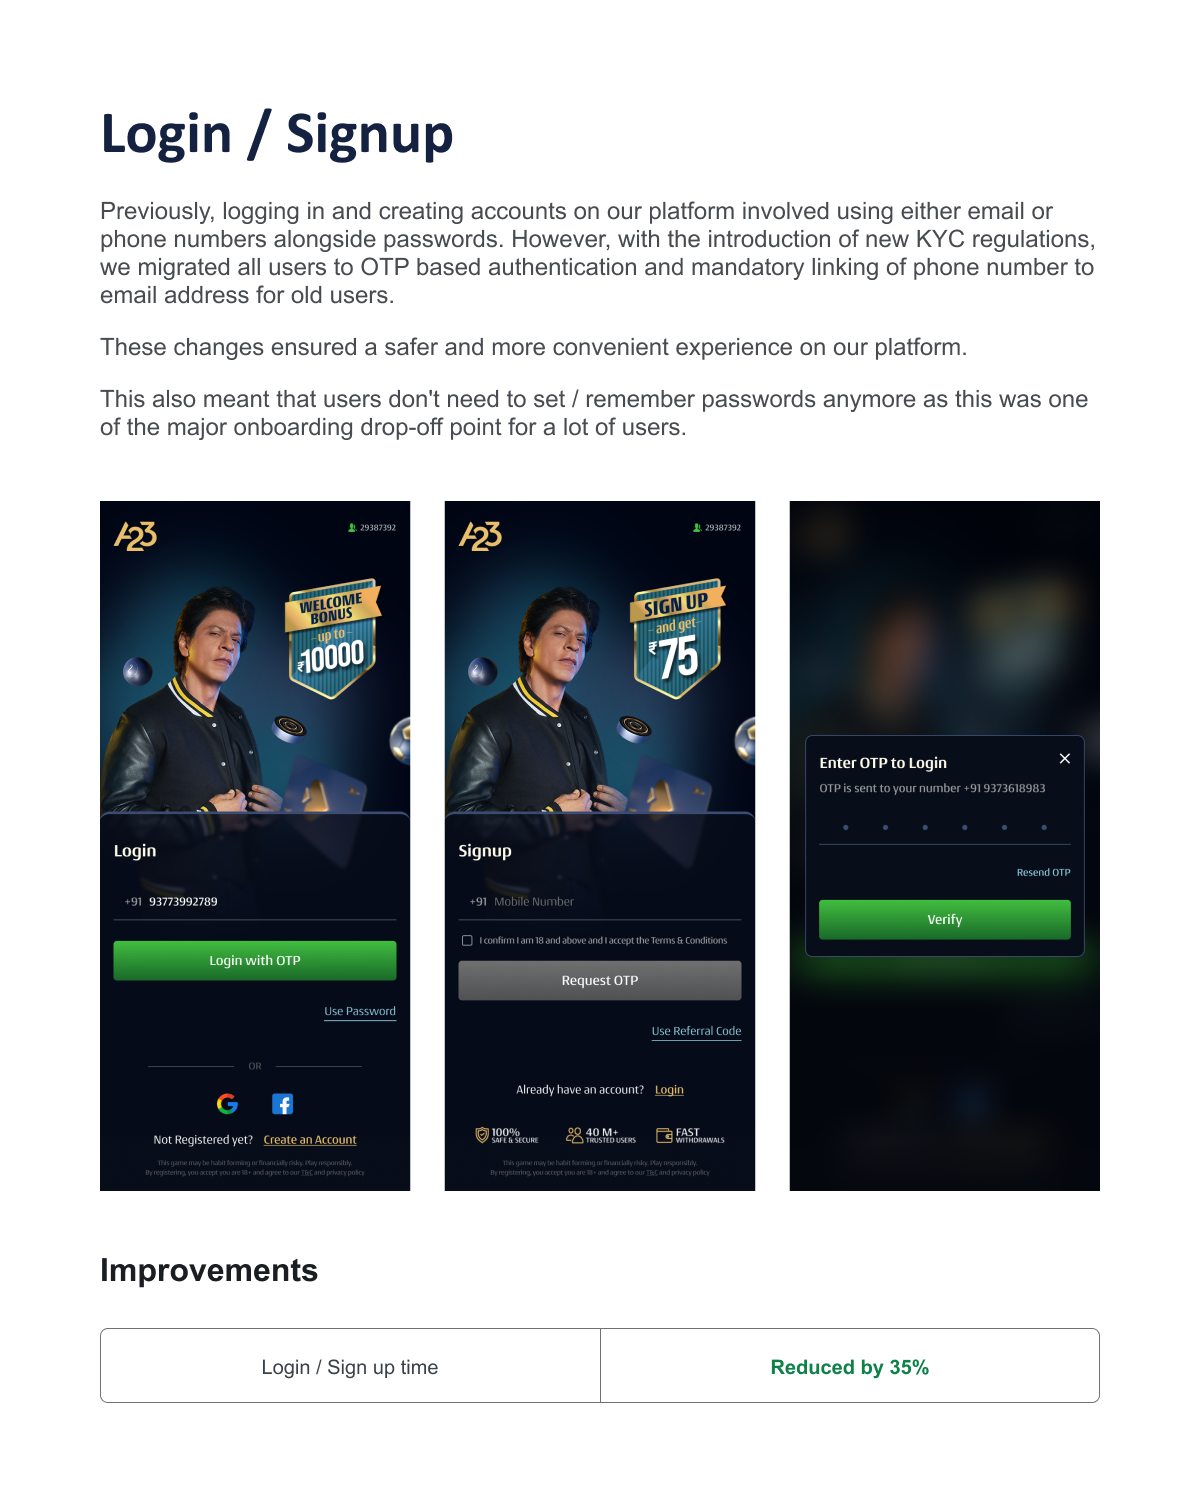 Login / Signup
Previously, logging in and creating accounts on our platform involved using either email or
phone numbers alongside passwords. However, with the introduction of new KYC regulations,
we migrated all users to OTP based authentication and mandatory linking of phone number to
email address for old users.
These changes ensured a safer and more convenient experience on our platform.
This also meant that users don't need to set / remember passwords anymore as this was one
of the major onboarding drop-off point for a lot of users.
A23
29387392
WELCOME
BONUS
up to
₹10000
Login
+91 93773992789
Login with OTP
Use Password
OR
Not Registered yet? Create an Account
This game may be habit forming or financially risky. Play responsibly.
By registering, you accept you are 18+ and agree to our T&C and privacy policy
A23
29387392
SIGN UP
and get
₹75
Signup
+91 Mobile Number
I confirm I am 18 and above and I accept the Terms & Conditions
Request OTP
Use Referral Code
Already have an account? Login
100%
SAFE & SECURE
40 M+
TRUSTED USERS
FAST
WITHDRAWALS
This game may be habit forming or financially risky. Play responsibly.
By registering, you accept you are 18+ and agree to our T&C and privacy policy
Enter OTP to Login
OTP is sent to your number +91 9373618983
Resend OTP
Verify
Improvements
Login / Sign up time
Reduced by 35%